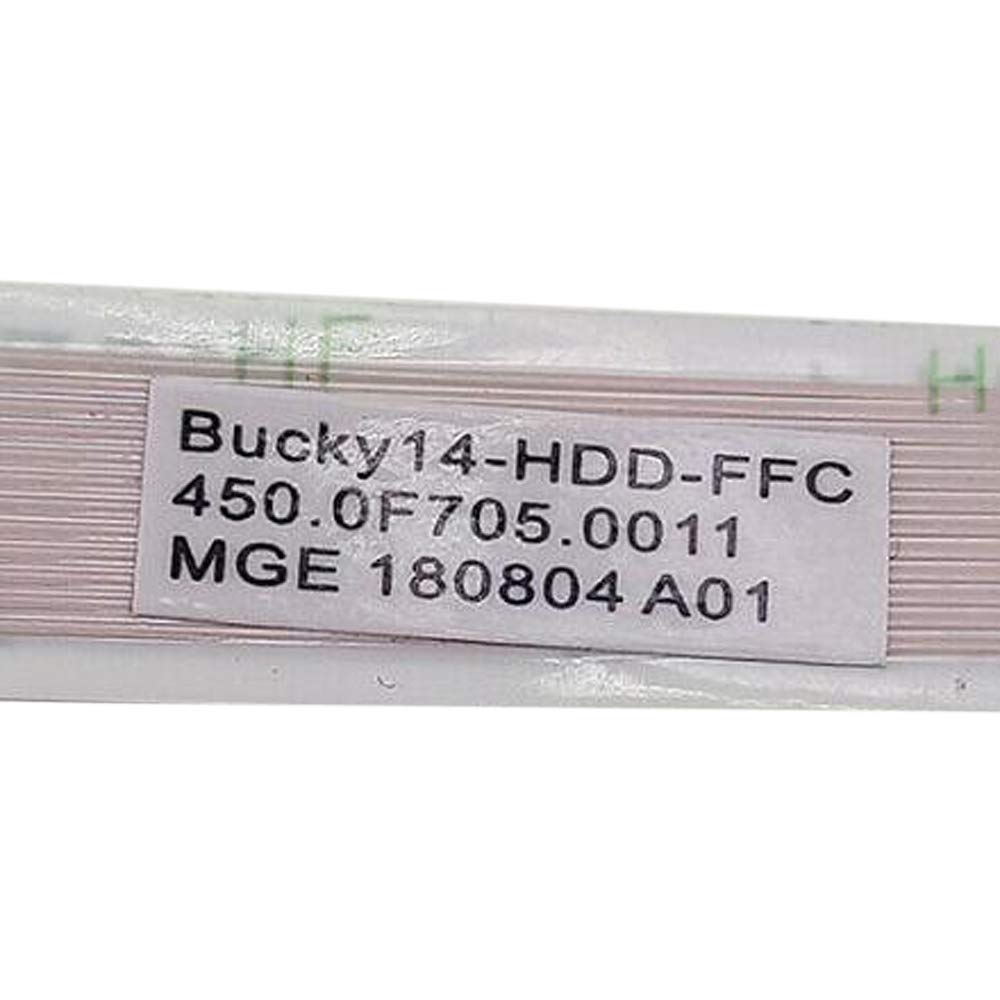 Bucky14-HDD-FFC
450.0F705.0011
MGE 180804 A01
H